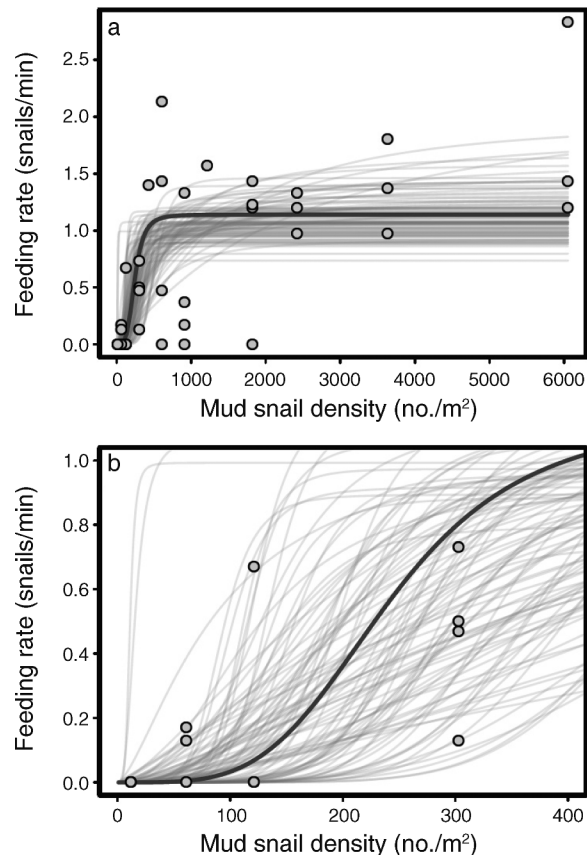 a
2.5
2.0
1.5
1.0
0.5
0.0
Feeding rate (snails/min)
0 1000 2000 3000 4000 5000 6000
Mud snail density (no./m²)
b
1.0
0.8
0.6
0.4
0.2
0.0
Feeding rate (snails/min)
0 100 200 300 400
Mud snail density (no./m²)